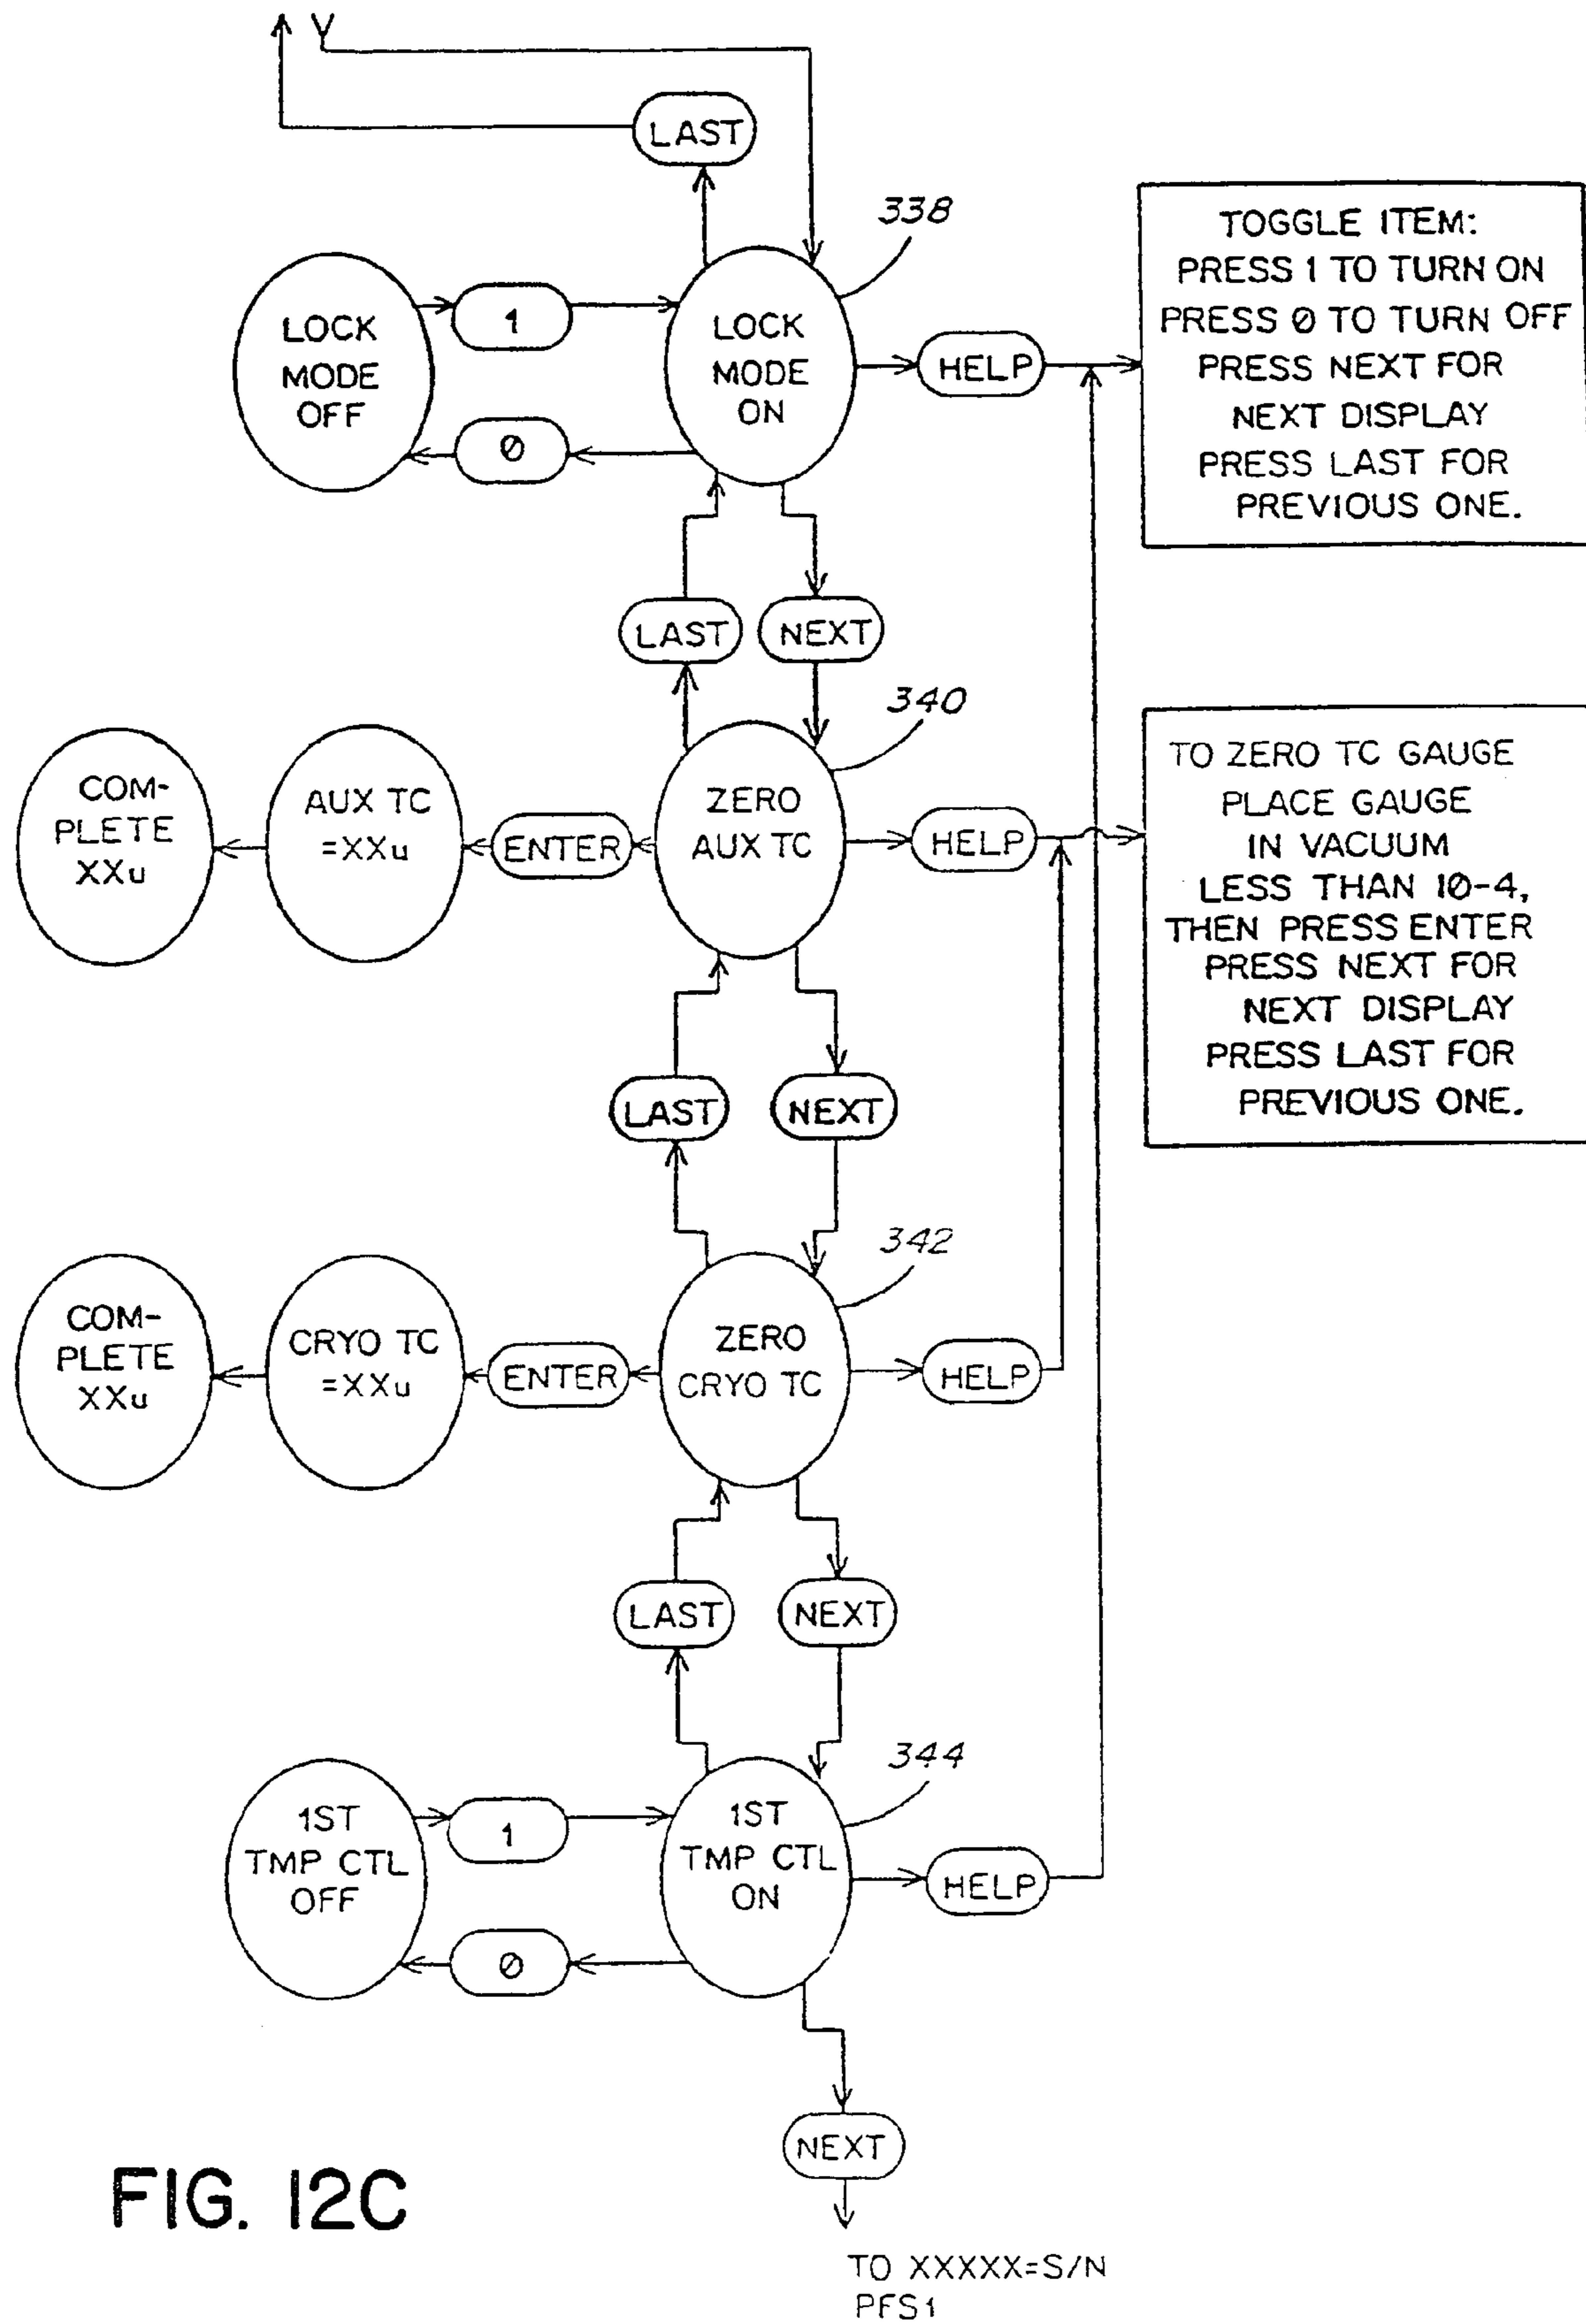 LAST
338
LOCK
MODE
OFF
1
0
LOCK
MODE
ON
HELP
TOGGLE ITEM:
PRESS 1 TO TURN ON
PRESS 0 TO TURN OFF
PRESS NEXT FOR
NEXT DISPLAY
PRESS LAST FOR
PREVIOUS ONE.
LAST
NEXT
340
COM-
PLETE
XXu
AUX TC
=XXu
ENTER
ZERO
AUX TC
HELP
TO ZERO TC GAUGE
PLACE GAUGE
IN VACUUM
LESS THAN 10-4,
THEN PRESS ENTER
PRESS NEXT FOR
NEXT DISPLAY
PRESS LAST FOR
PREVIOUS ONE.
LAST
NEXT
342
COM-
PLETE
XXu
CRYO TC
=XXu
ENTER
ZERO
CRYO TC
HELP
LAST
NEXT
344
1ST
TMP CTL
OFF
1
0
1ST
TMP CTL
ON
HELP
NEXT
TO XXXXX=S/N
PFS1
FIG. 12C